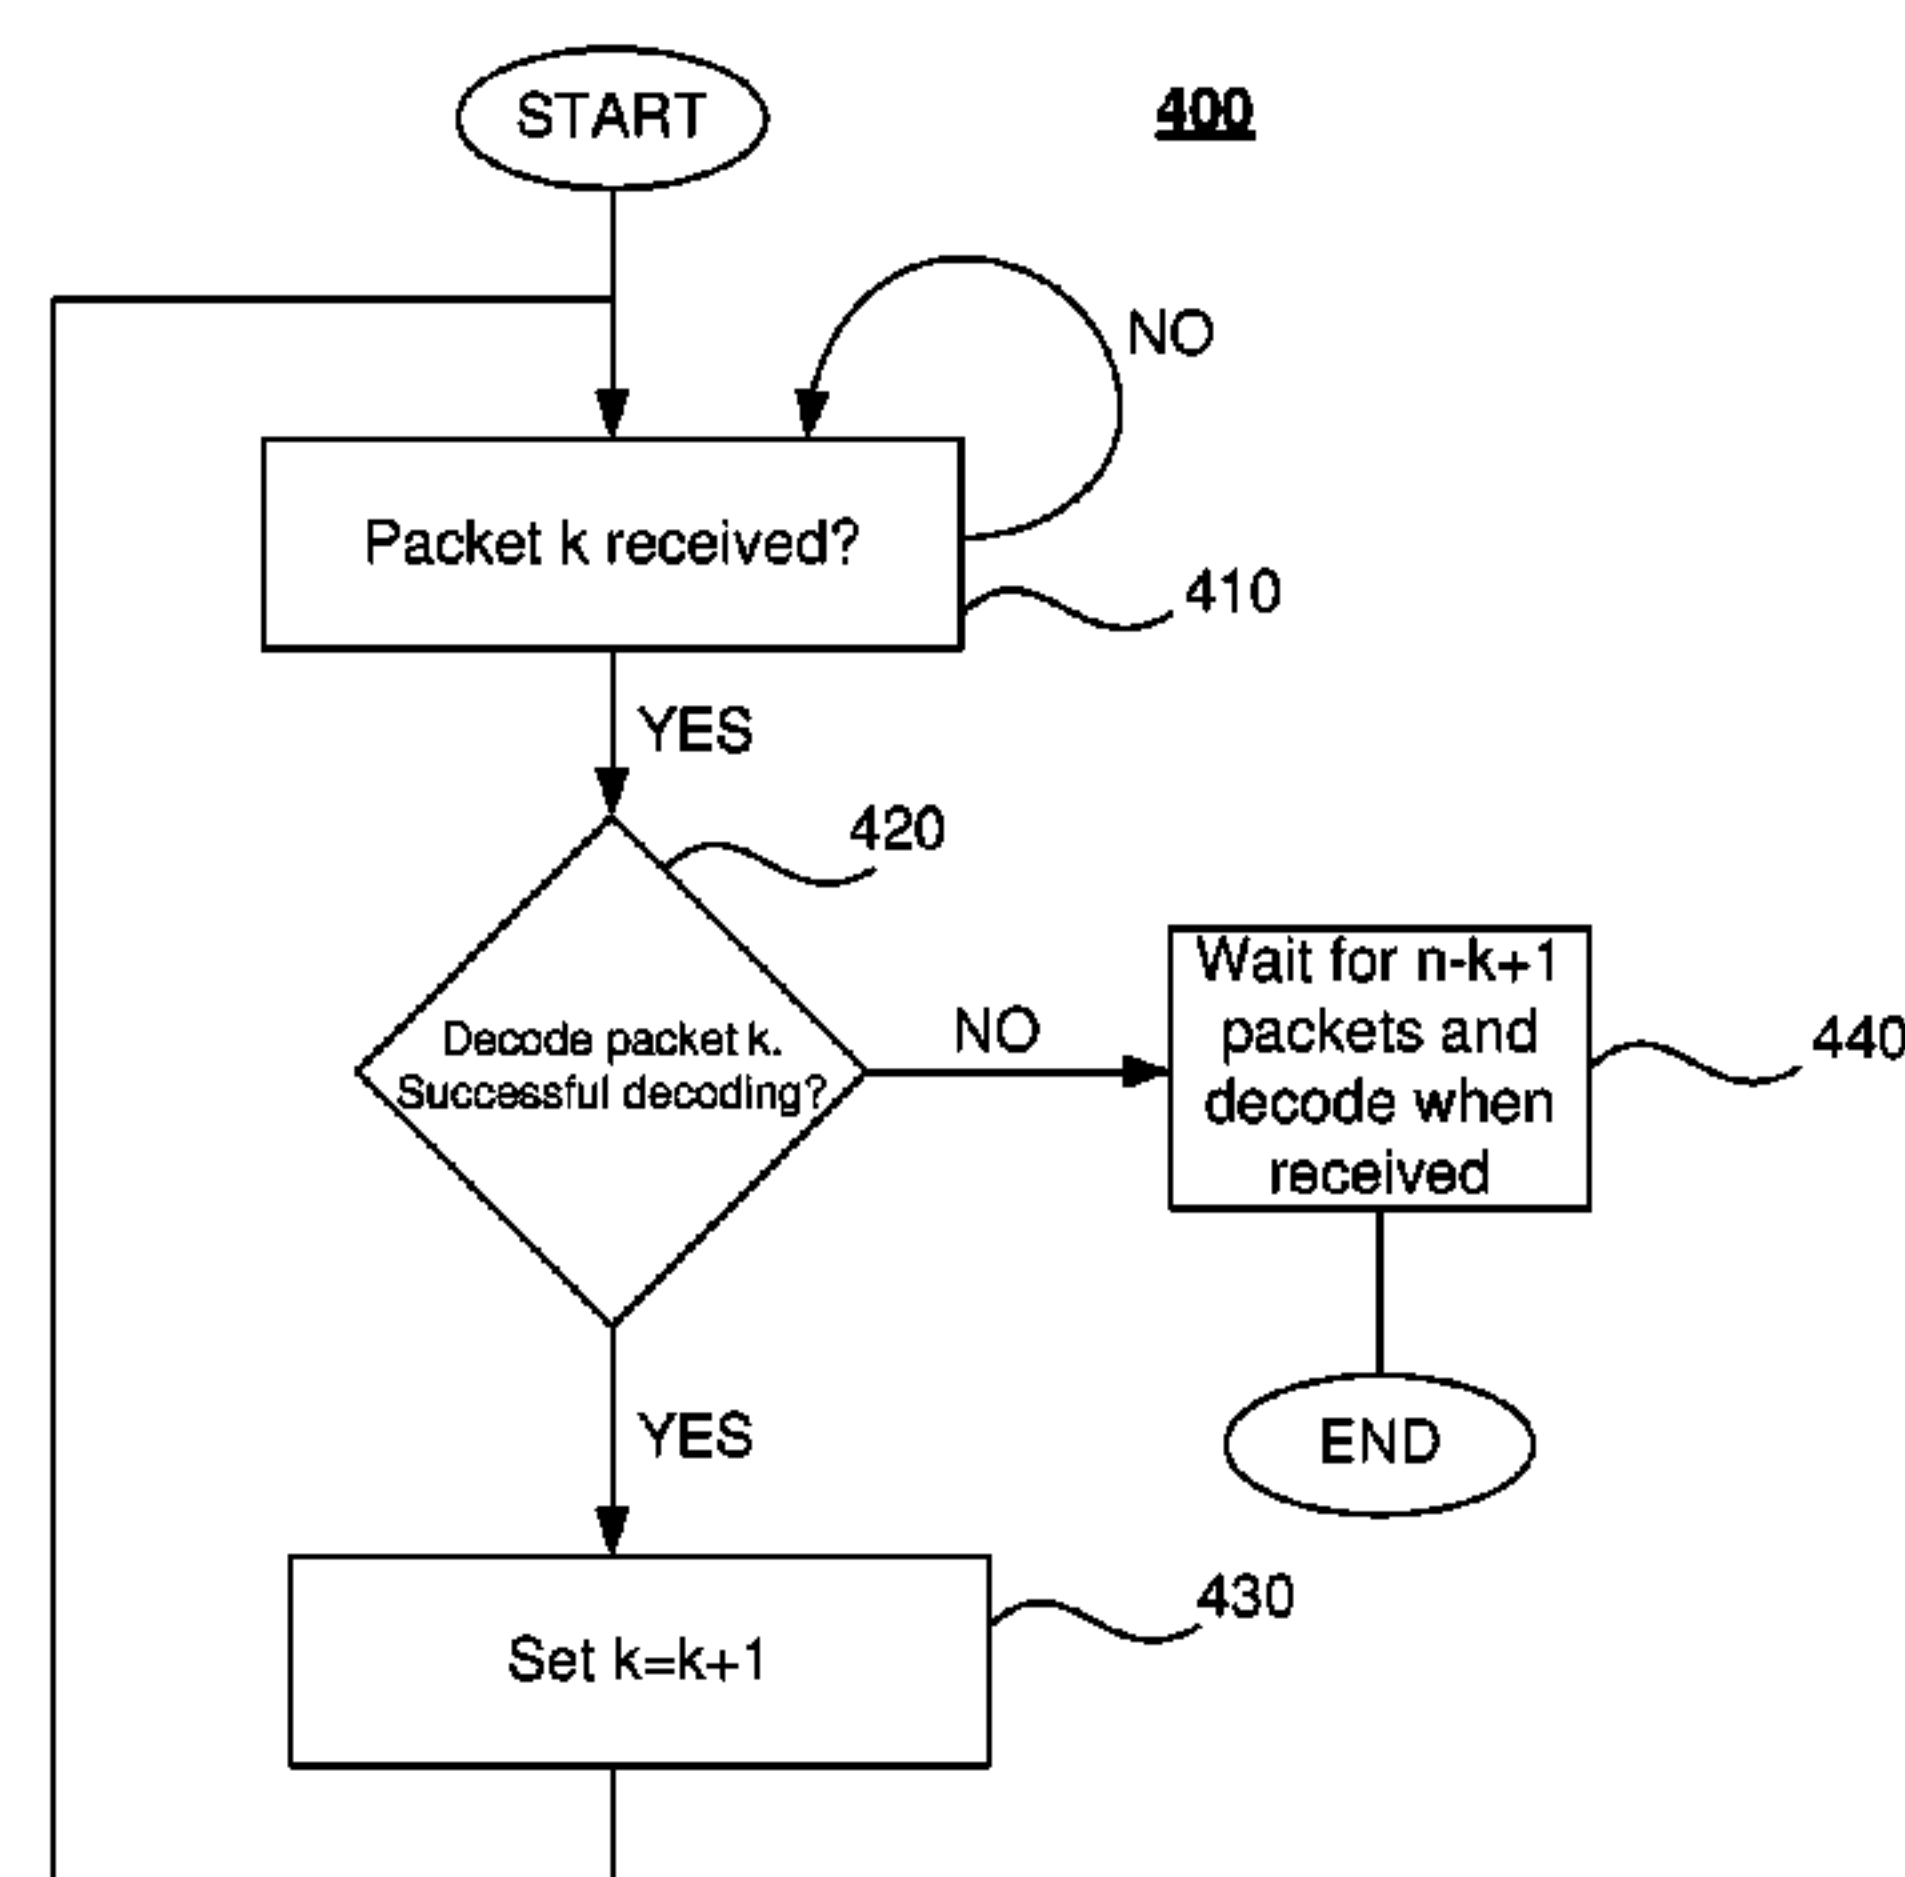 START
400
NO
Packet k received?
410
YES
420
Decode packet k.
Successful decoding?
NO
Wait for n-k+1
packets and
decode when
received
440
YES
END
430
Set k=k+1